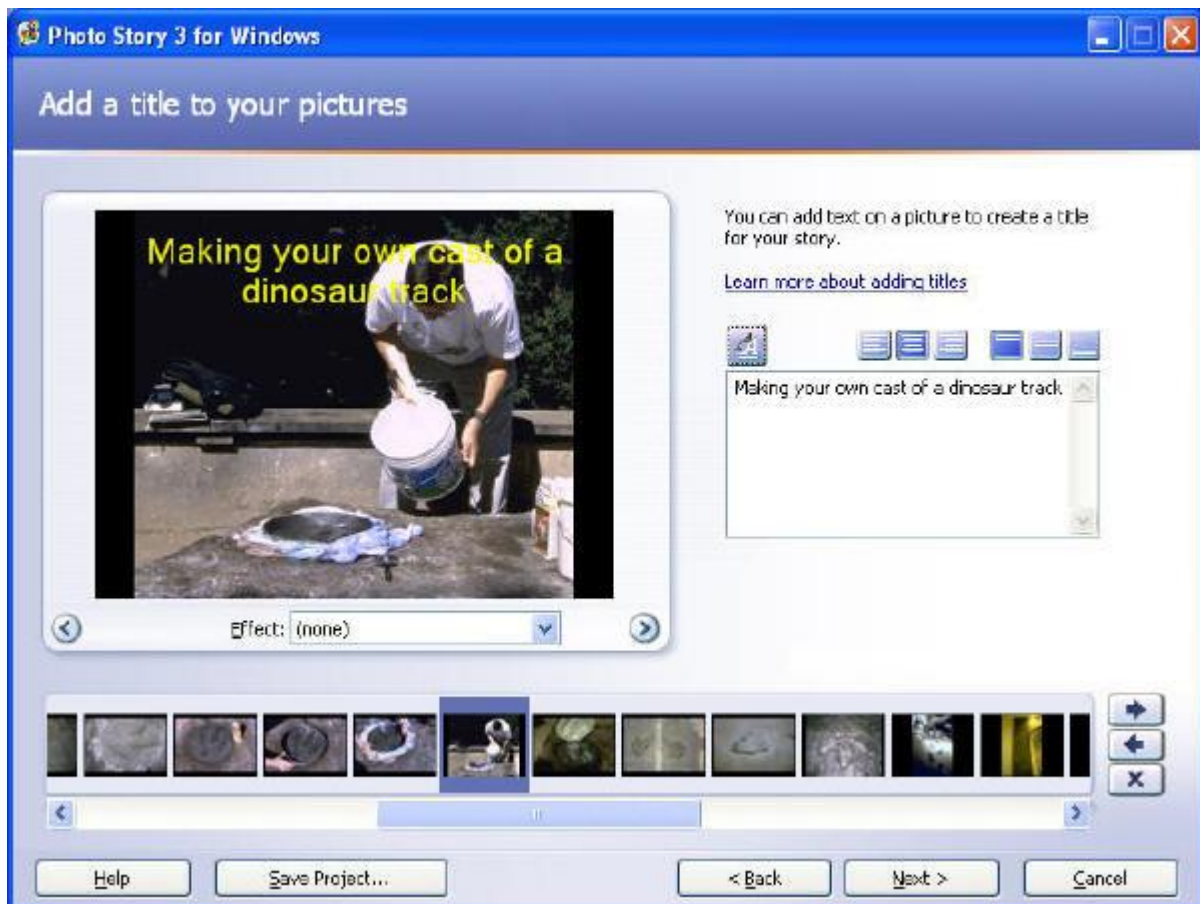 Photo Story 3 for Windows
Add a title to your pictures
Making your own cast of a
dinosaur track
Effect: (none)
You can add text on a picture to create a title
for your story.
Learn more about adding titles
A
Making your own cast of a dinosaur track
Help
Save Project...
< Back
Next >
Cancel